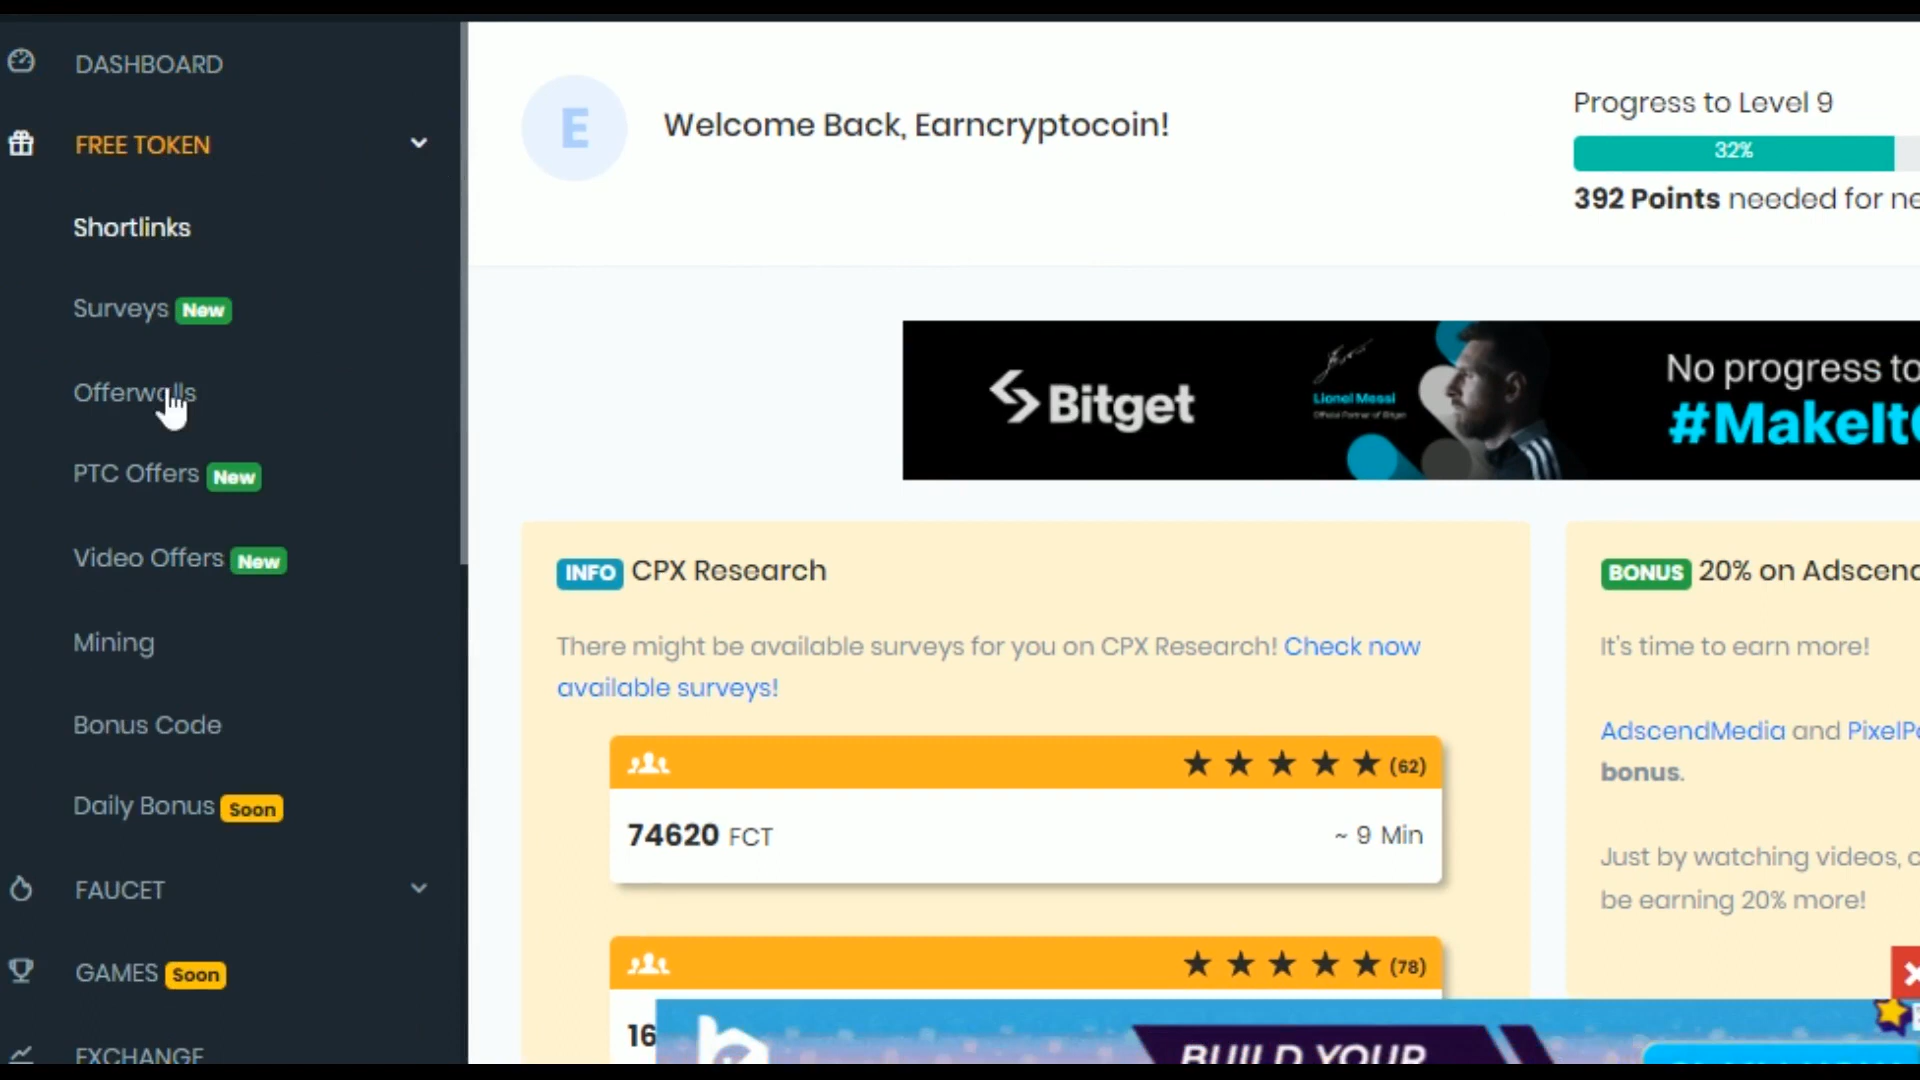 DASHBOARD
FREE TOKEN
Shortlinks
Surveys New
Offerwalls
PTC Offers New
Video Offers New
Mining
Bonus Code
Daily Bonus Soon
FAUCET
GAMES Soon
EXCHANGE
E
Welcome Back, Earncryptocoin!
Progress to Level 9
32%
392 Points needed for ne
Bitget
Lionel Messi
Official Partner of Bitget
No progress to
#MakeIt
INFO CPX Research
There might be available surveys for you on CPX Research! Check now
available surveys!
(62)
74620 FCT
~ 9 Min
(78)
16
BONUS 20% on Adscend
It's time to earn more!
AdscendMedia and PixelP
bonus.
Just by watching videos, c
be earning 20% more!
BUILD YOUR